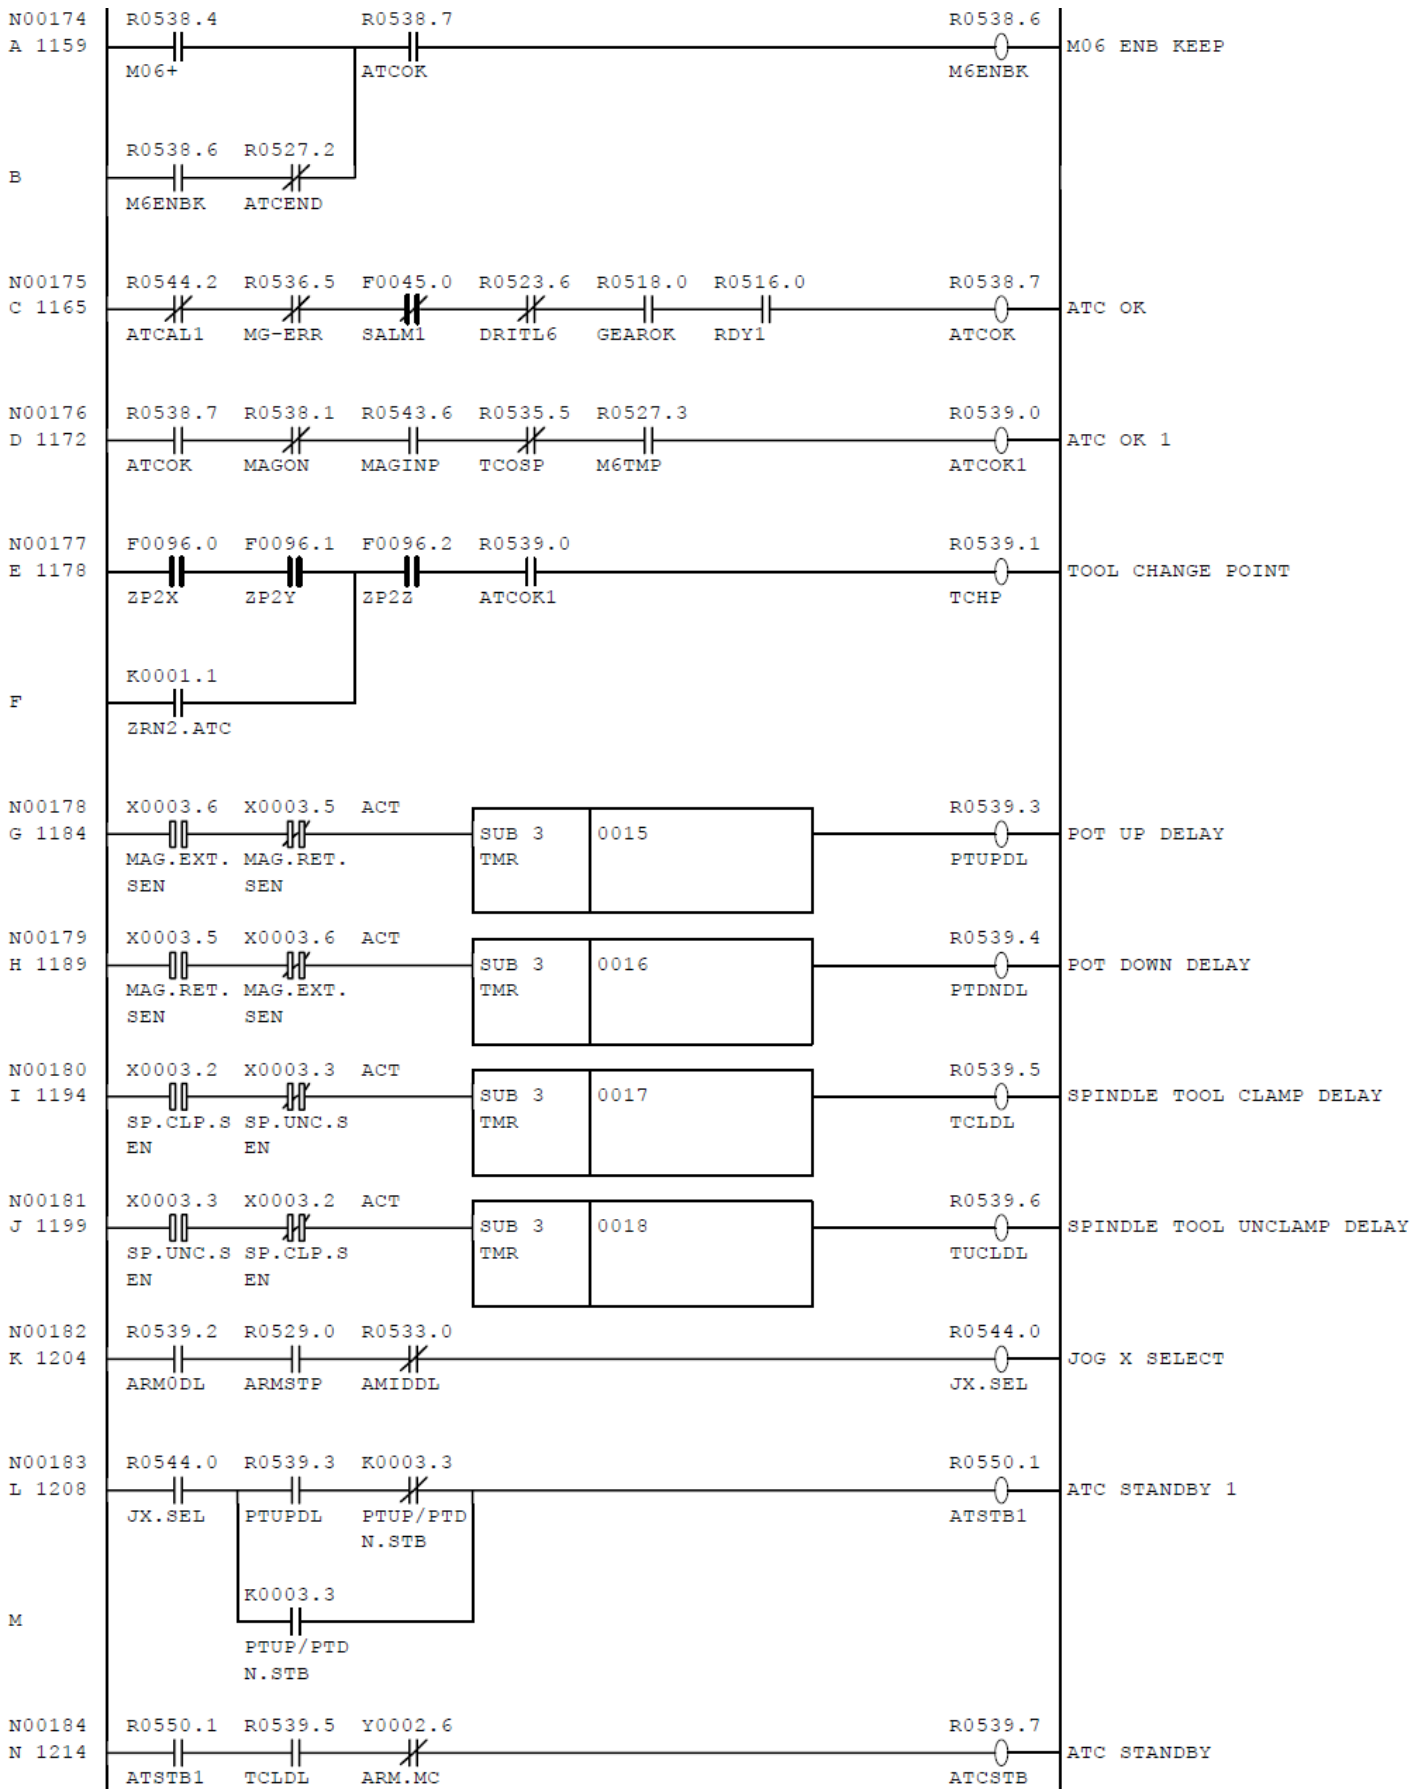 N00174 R0538.4 R0538.7 R0538.6
A 1159 M06 ENB KEEP
M06+ ATCOK M6ENBK
R0538.6 R0527.2
B
M6ENBK ATCEND
N00175 R0544.2 R0536.5 F0045.0 R0523.6 R0518.0 R0516.0 R0538.7
C 1165 ATC OK
ATCAL1 MG-ERR SALM1 DRITL6 GEAROK RDY1 ATCOK
N00176 R0538.7 R0538.1 R0543.6 R0535.5 R0527.3 R0539.0
D 1172 ATC OK 1
ATCOK MAGON MAGINP TCOSP M6TMP ATCOK1
N00177 F0096.0 F0096.1 F0096.2 R0539.0 R0539.1
E 1178 TOOL CHANGE POINT
ZP2X ZP2Y ZP2Z ATCOK1 TCHP
K0001.1
F
ZRN2.ATC
N00178 X0003.6 X0003.5 ACT R0539.3
G 1184 SUB 3 0015 POT UP DELAY
MAG.EXT. MAG.RET. TMR PTUPDL
SEN SEN
N00179 X0003.5 X0003.6 ACT R0539.4
H 1189 SUB 3 0016 POT DOWN DELAY
MAG.RET. MAG.EXT. TMR PTDNDL
SEN SEN
N00180 X0003.2 X0003.3 ACT R0539.5
I 1194 SUB 3 0017 SPINDLE TOOL CLAMP DELAY
SP.CLP.S SP.UNC.S TMR TCLDL
EN EN
N00181 X0003.3 X0003.2 ACT R0539.6
J 1199 SUB 3 0018 SPINDLE TOOL UNCLAMP DELAY
SP.UNC.S SP.CLP.S TMR TUCLDL
EN EN
N00182 R0539.2 R0529.0 R0533.0 R0544.0
K 1204 JOG X SELECT
ARM0DL ARMSTP AMIDDL JX.SEL
N00183 R0544.0 R0539.3 K0003.3 R0550.1
L 1208 ATC STANDBY 1
JX.SEL PTUPDL PTUP/PTD ATSTB1
N.STB
K0003.3
M
PTUP/PTD
N.STB
N00184 R0550.1 R0539.5 Y0002.6 R0539.7
N 1214 ATC STANDBY
ATSTB1 TCLDL ARM.MC ATCSTB